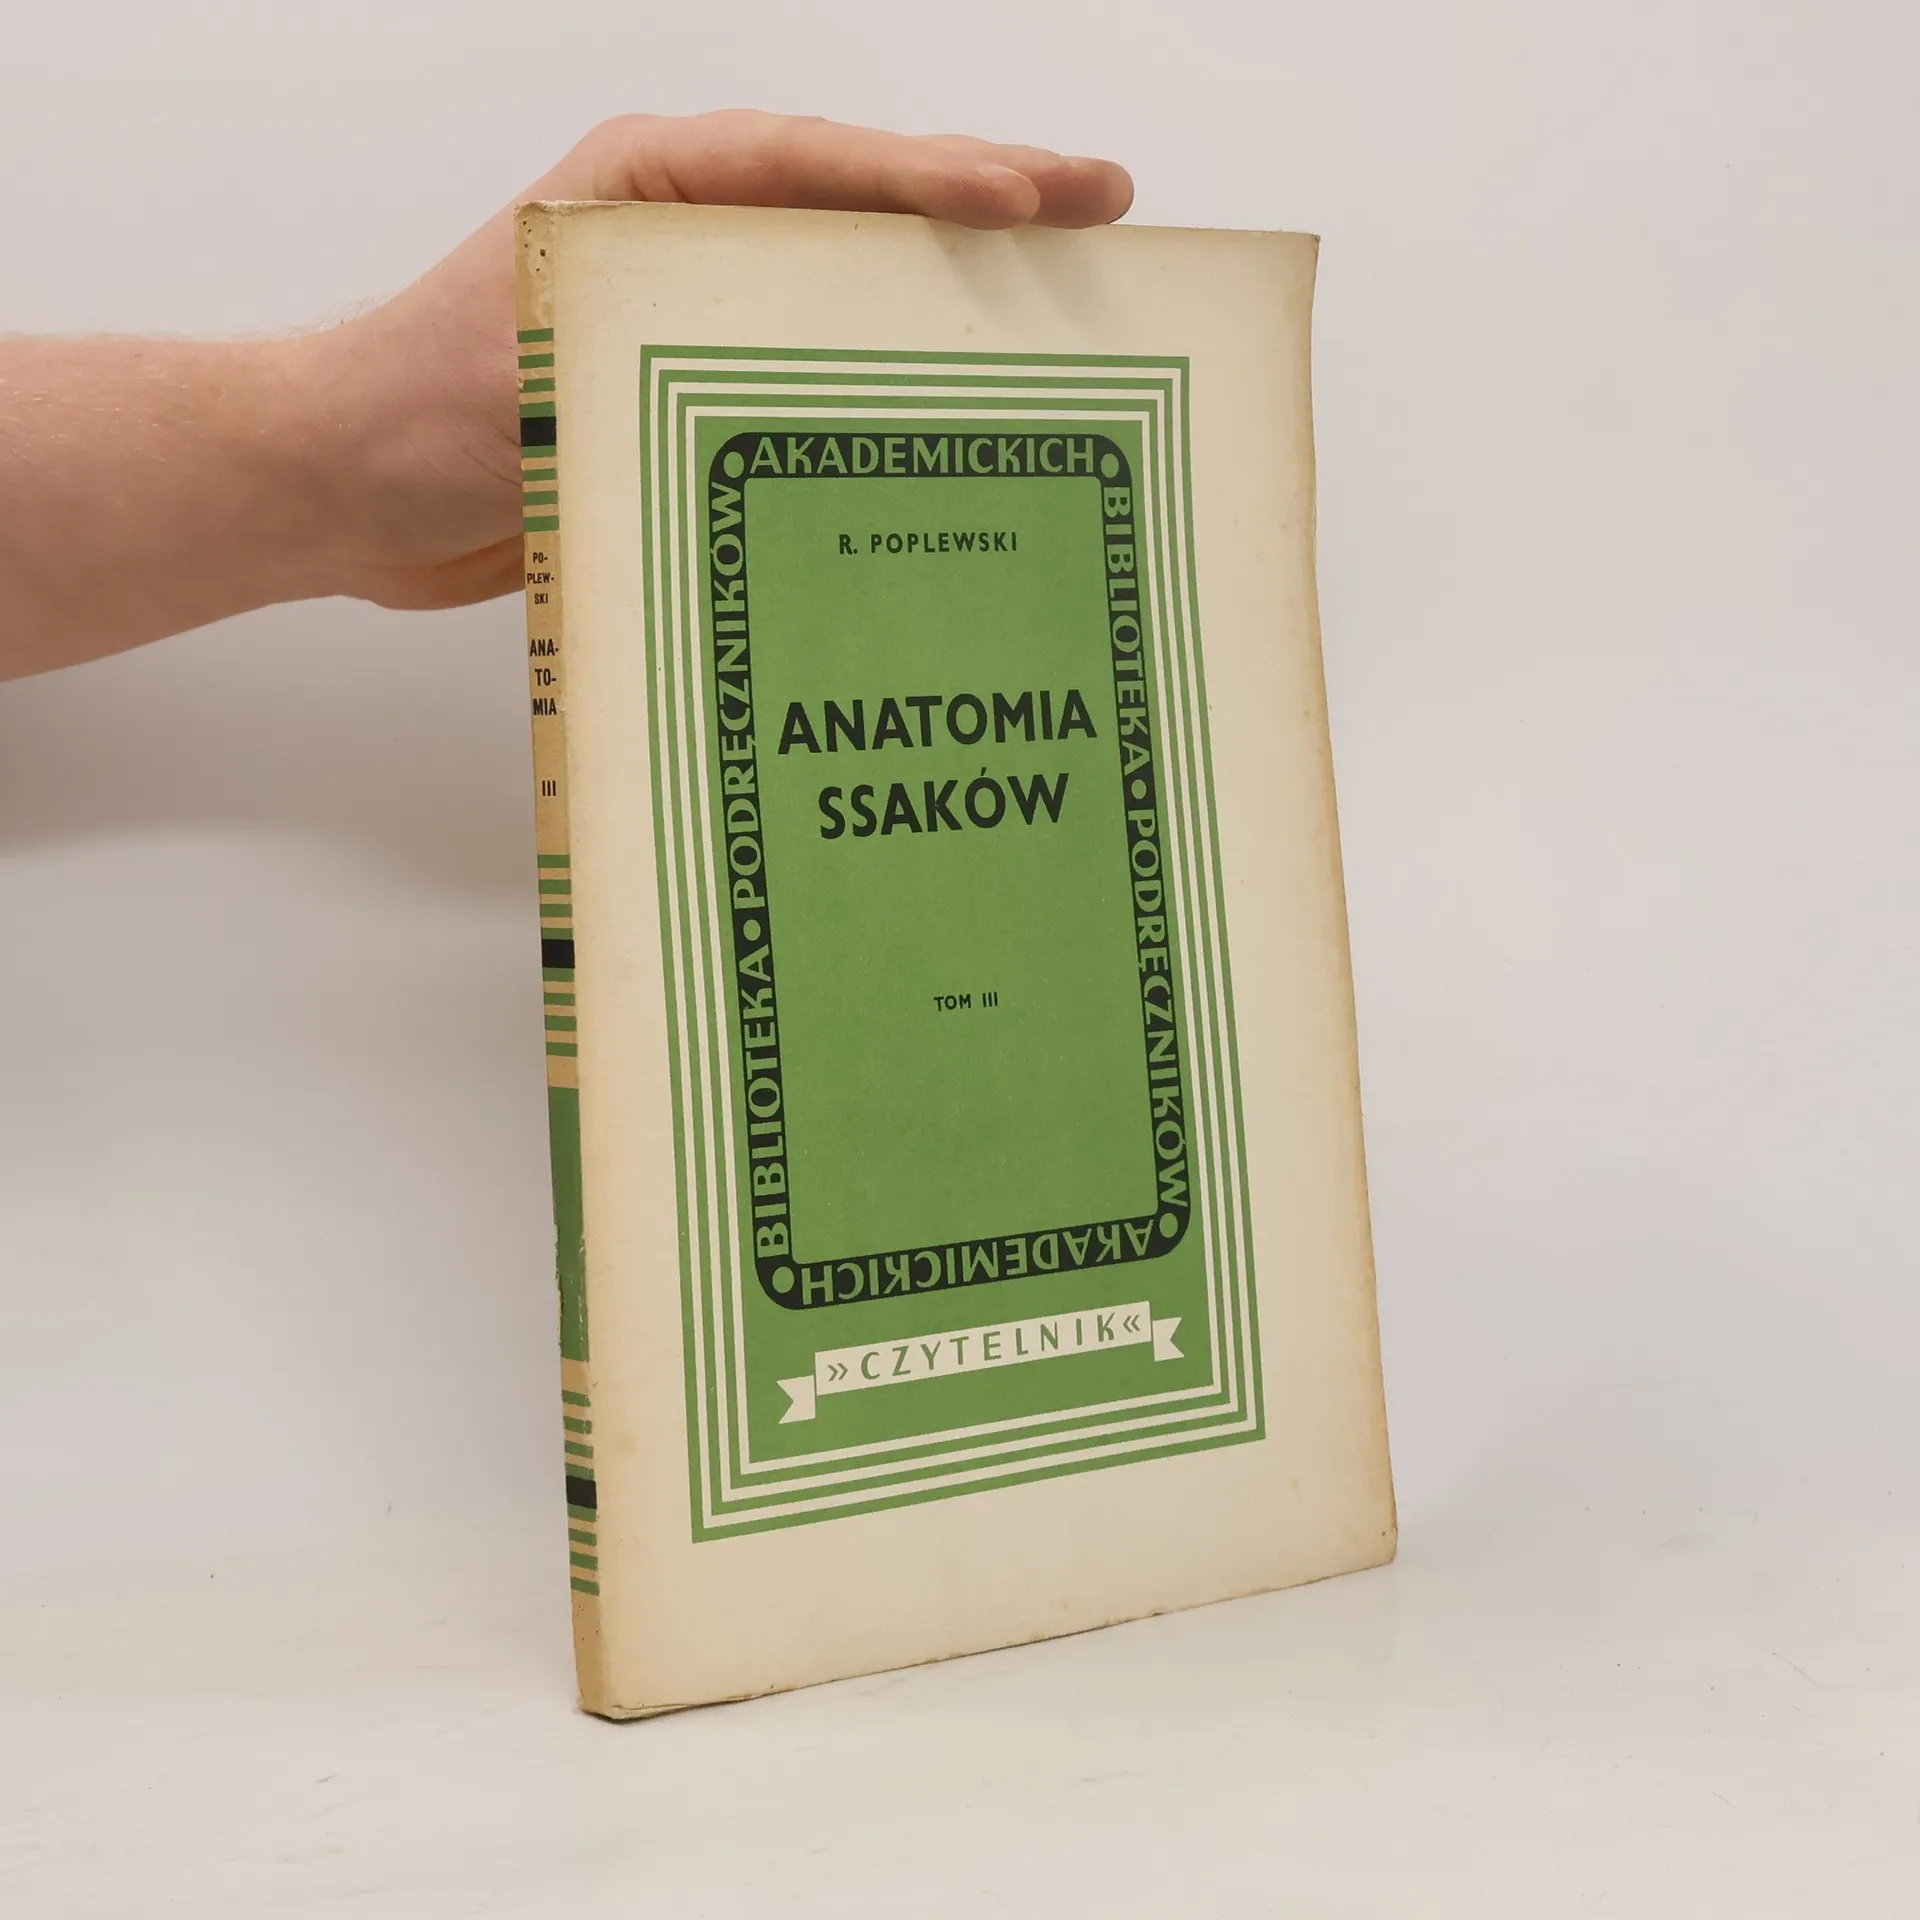 PO-
PLEW-
SKI
ANA-
TO-
MIA
III
AKADEMICKICH
BIBLIOTEKA • PODRĘCZNIKÓW
R. POPLEWSKI
ANATOMIA
SSAKÓW
TOM III
BIBLIOTEKA • PODRĘCZNIKÓW
AKADEMICKICH
»CZYTELNIK«